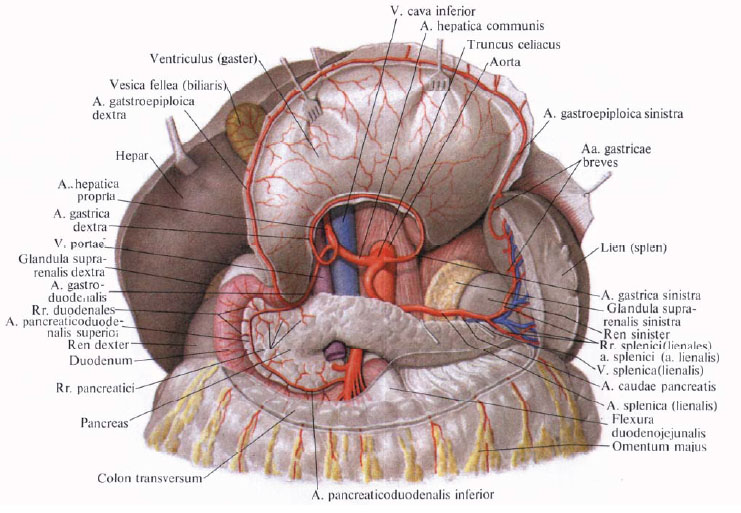 V. cava inferior
A. hepatica communis
Truncus celiacus
Aorta
Ventriculus (gaster)
Vesica fellea (biliaris)
A. gatstroepiploica
dextra
Hepar
A. hepatica
propria
A. gastrica
dextra
V. portae
Glandula supra-
renalis dextra
A. gastro-
duodenalis
Rr. duodenales
A. pancreaticoduode-
nalis superior
Ren dexter
Duodenum
Rr. pancreatici
Pancreas
Colon transversum
A. gastroepiploica sinistra
Aa. gastricae
breves
Lien (splen)
A. gastrica sinistra
Glandula supra-
renalis sinistra
Ren sinister
Rr. splenici(lienales)
a. splenici (a. lienalis)
V. splenica(lienalis)
A. caudae pancreatis
A. splenica (lienalis)
Flexura
duodenojejunalis
Omentum majus
A. pancreaticoduodenalis inferior